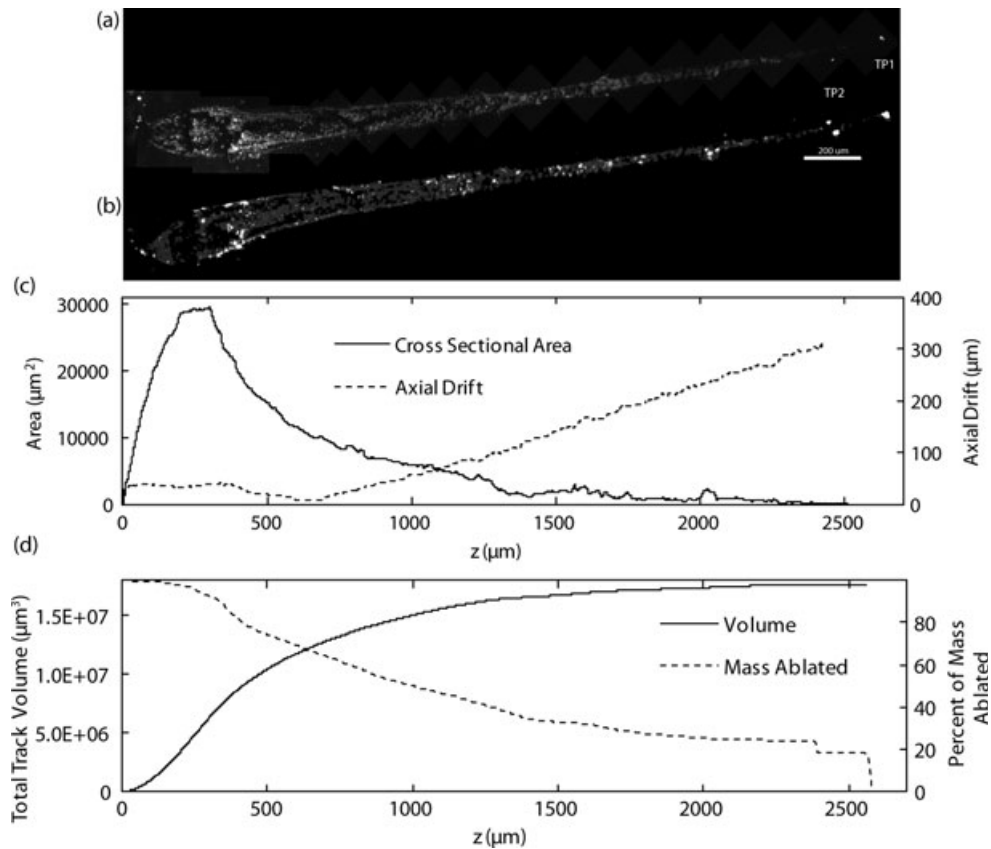 (a)
TP1
TP2
200 um
(b)
(c)
30000
20000
10000
0
Area (µm⁻²)
Cross Sectional Area
Axial Drift
400
300
200
100
0
Axial Drift (µm)
0
500
1000
1500
2000
2500
z (µm)
(d)
1.5E+07
1.0E+07
5.0E+06
0
Total Track Volume (µm³)
Volume
Mass Ablated
80
60
40
20
0
Percent of Mass
Ablated
0
500
1000
1500
2000
2500
z (µm)